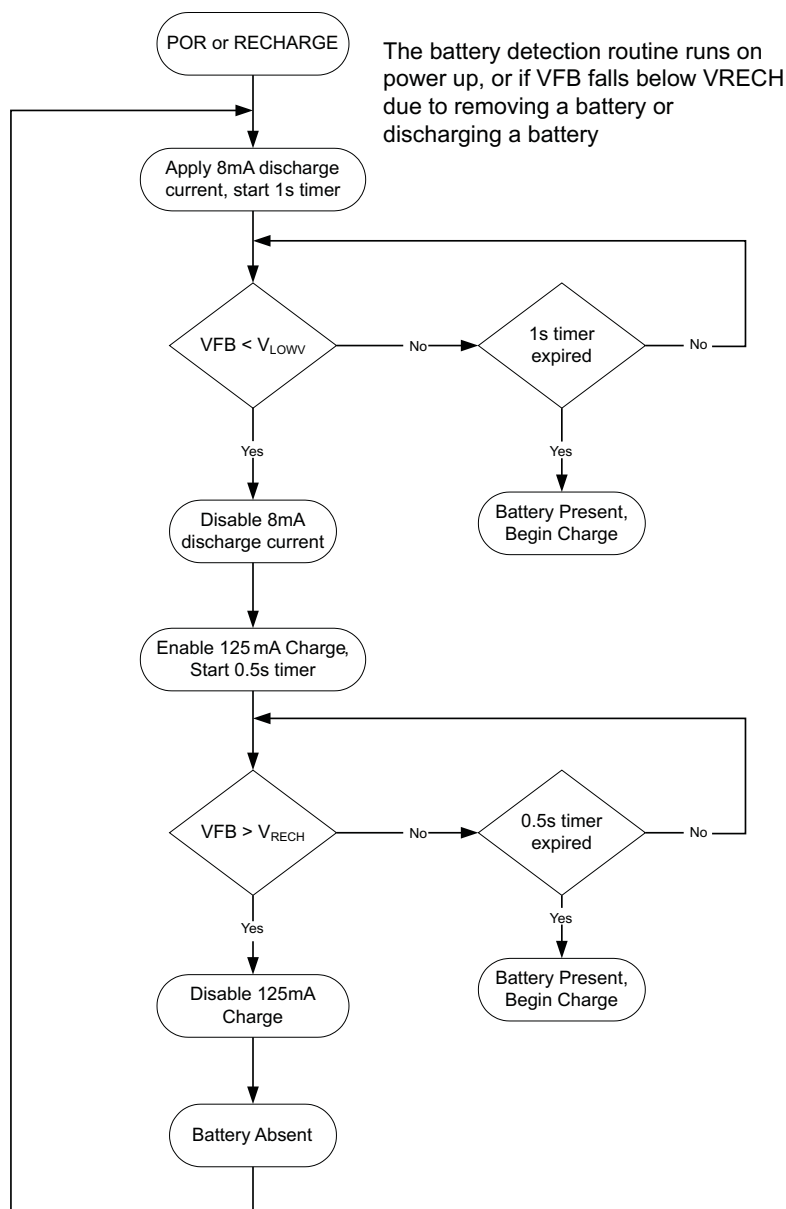 POR or RECHARGE
The battery detection routine runs on
power up, or if VFB falls below VRECH
due to removing a battery or
discharging a battery
Apply 8mA discharge
current, start 1s timer
VFB < VLOWV
No
1s timer
expired
No
Yes
Yes
Disable 8mA
discharge current
Battery Present,
Begin Charge
Enable 125 mA Charge,
Start 0.5s timer
VFB > VRECH
No
0.5s timer
expired
No
Yes
Yes
Disable 125mA
Charge
Battery Present,
Begin Charge
Battery Absent